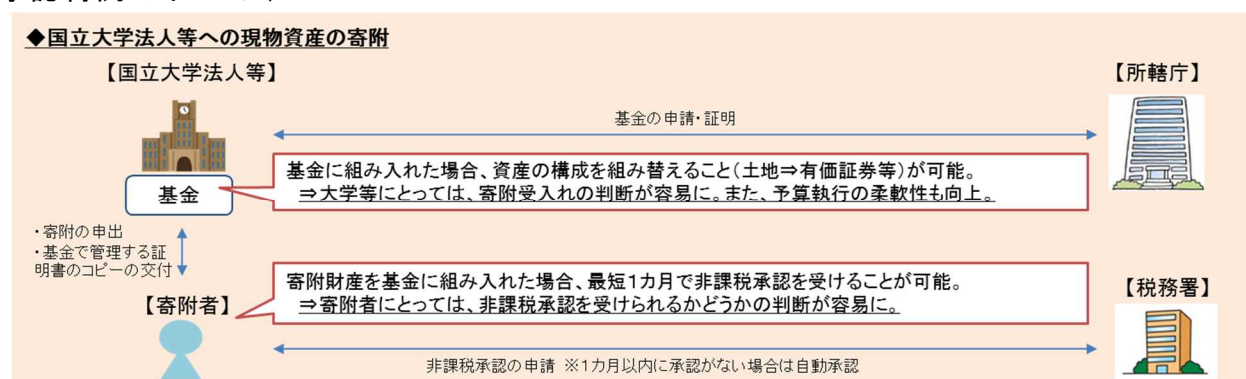 ◆国立大学法人等への現物資産の寄附
【国立大学法人等】
【所轄庁】
基金の申請・証明
基金に組み入れた場合、資産の構成を組み替えること(土地⇒有価証券等)が可能。
⇒大学等にとっては、寄附受入れの判断が容易に。また、予算執行の柔軟性も向上。
基金
・寄附の申出
・基金で管理する証
明書のコピーの交付
寄附財産を基金に組み入れた場合、最短1カ月で非課税承認を受けることが可能。
⇒寄附者にとっては、非課税承認を受けられるかどうかの判断が容易に。
【寄附者】
【税務署】
非課税承認の申請 ※1カ月以内に承認がない場合は自動承認